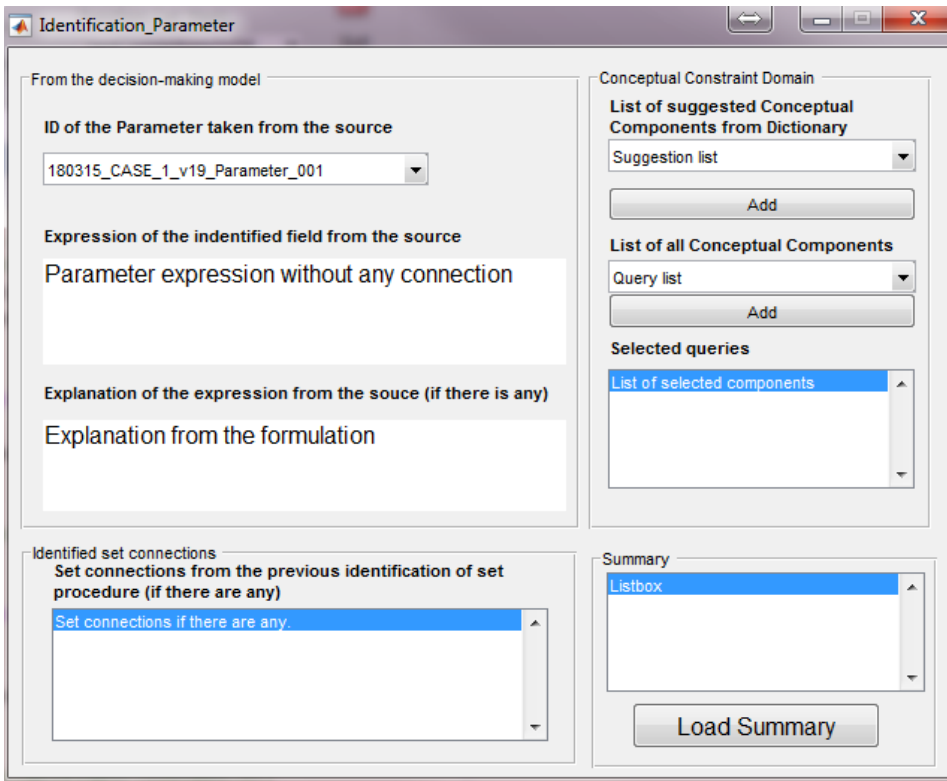 Identification_Parameter
From the decision-making model
ID of the Parameter taken from the source
180315_CASE_1_v19_Parameter_001
Expression of the indentified field from the source
Parameter expression without any connection
Explanation of the expression from the souce (if there is any)
Explanation from the formulation
Conceptual Constraint Domain
List of suggested Conceptual
Components from Dictionary
Suggestion list
Add
List of all Conceptual Components
Query list
Add
Selected queries
List of selected components
Identified set connections
Set connections from the previous identification of set
procedure (if there are any)
Set connections if there are any.
Summary
Listbox
Load Summary